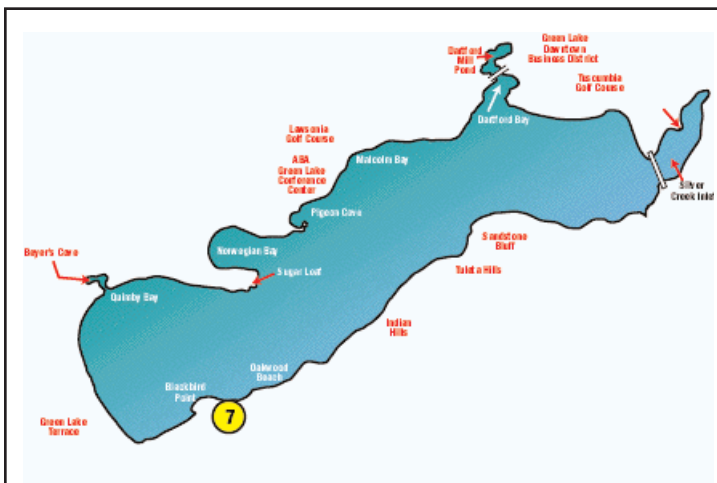 Green Lake
Downtown
Business District
Dartford
Mill
Pond
Tuscumbia
Golf Course
Dartford Bay
Lawsonia
Golf Course
Malcolm Bay
ABA
Green Lake
Conference
Center
Silver
Creek Inlet
Pigeon Cove
Sandstone
Bluff
Norwegian Bay
Beyer's Cove
Sugar Loaf
Tuleta Hills
Quimby Bay
Indian
Hills
Oakwood
Beach
Blackbird
Point
7
Green Lake
Terrace